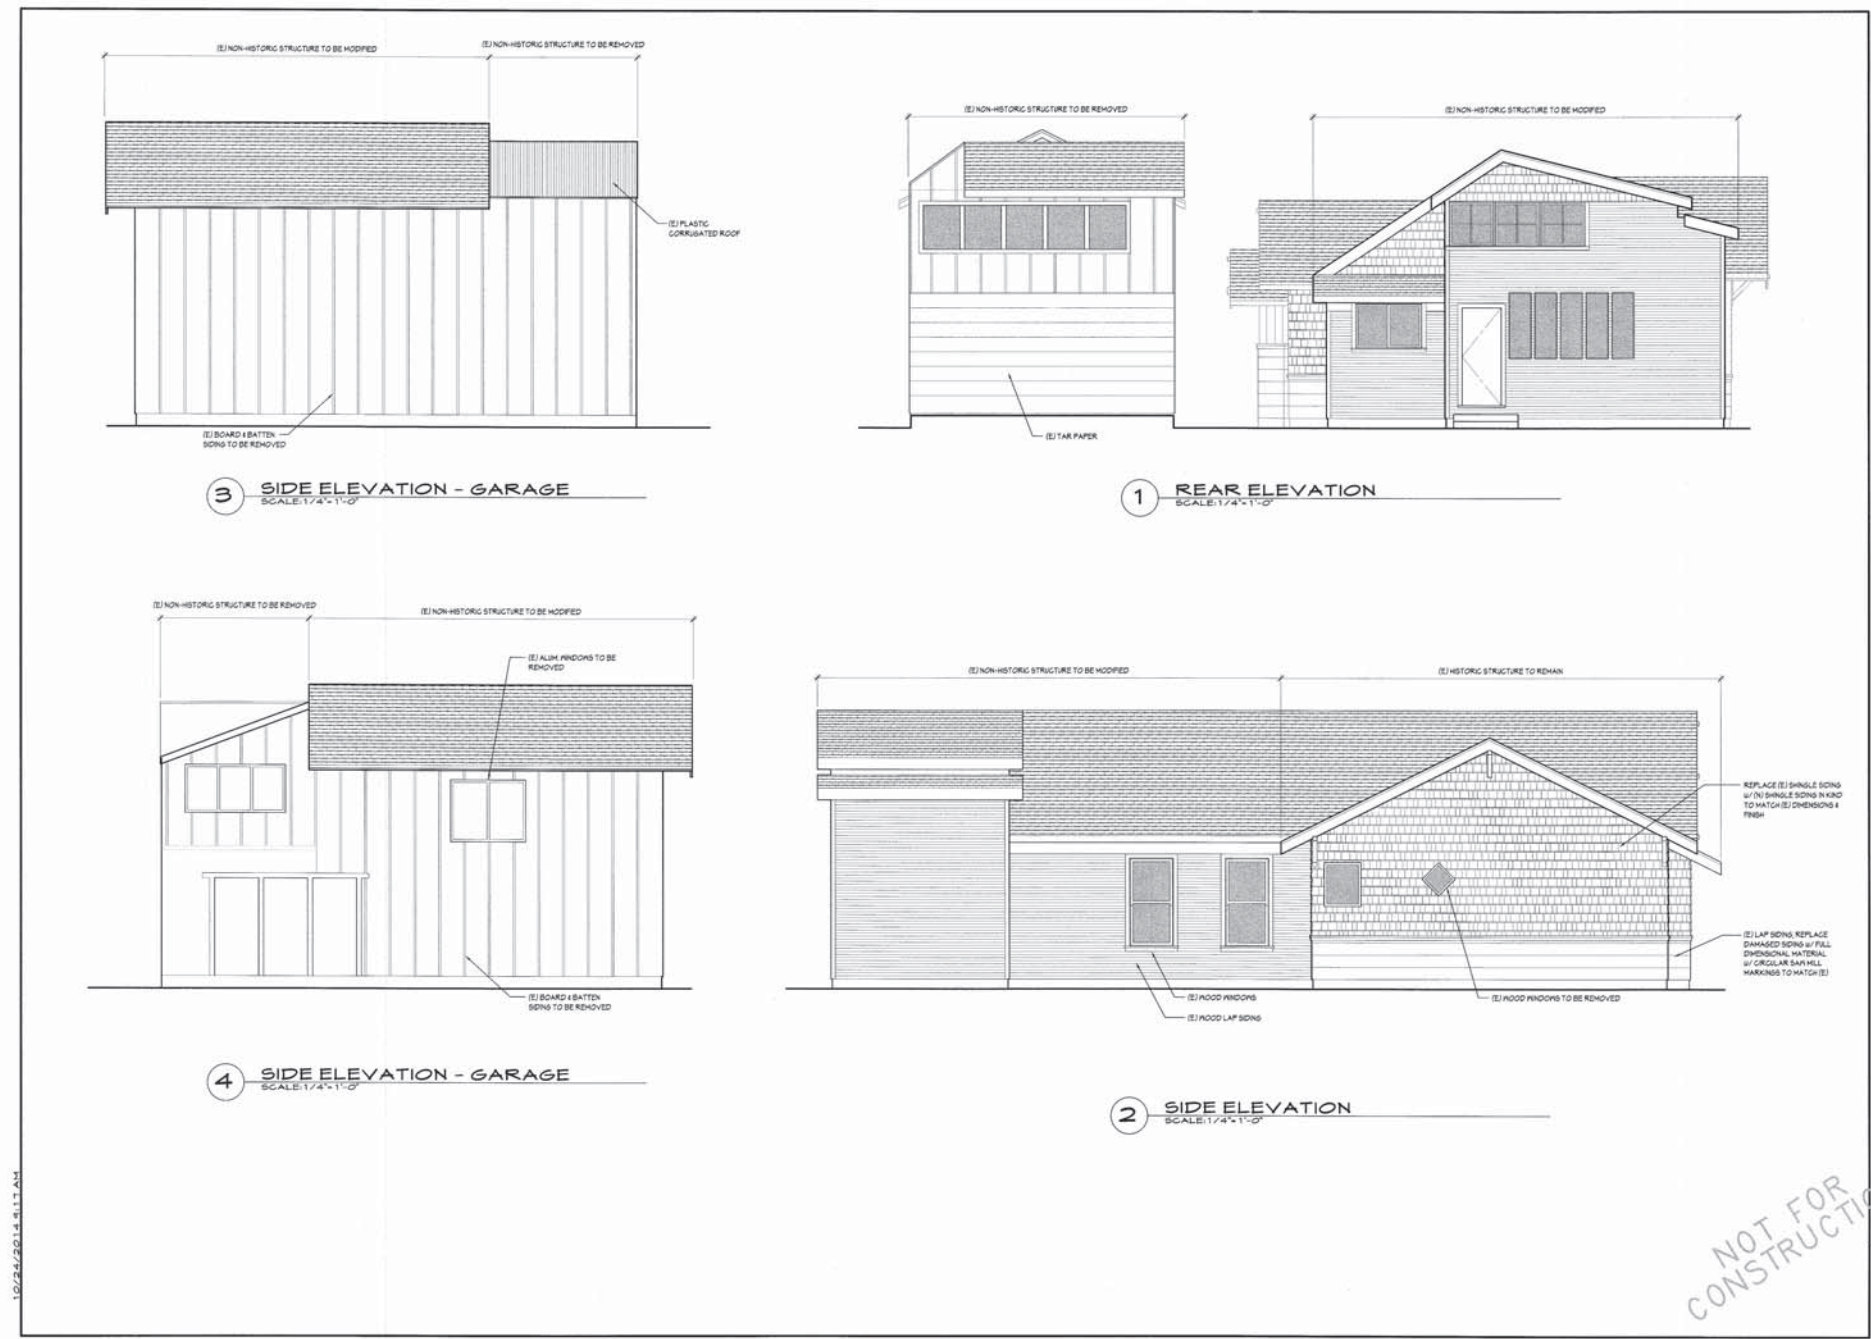 (E) NON-HISTORIC STRUCTURE TO BE MODIFIED
(E) NON-HISTORIC STRUCTURE TO BE REMOVED
(E) PLASTIC
CORRUGATED ROOF
(E) BOARD & BATTEN
SIDING TO BE REMOVED
3
SIDE ELEVATION - GARAGE
SCALE: 1/4"=1'-0"
(E) NON-HISTORIC STRUCTURE TO BE REMOVED
(E) NON-HISTORIC STRUCTURE TO BE MODIFIED
(E) TAR PAPER
1
REAR ELEVATION
SCALE: 1/4"=1'-0"
(E) NON-HISTORIC STRUCTURE TO BE REMOVED
(E) NON-HISTORIC STRUCTURE TO BE MODIFIED
(E) ALUM. WINDOWS TO BE
REMOVED
(E) BOARD & BATTEN
SIDING TO BE REMOVED
4
SIDE ELEVATION - GARAGE
SCALE: 1/4"=1'-0"
(E) NON-HISTORIC STRUCTURE TO BE MODIFIED
(E) HISTORIC STRUCTURE TO REMAIN
REPLACE (E) SHINGLE SIDING
W/ (N) SHINGLE SIDING IN KIND
TO MATCH (E) DIMENSIONS &
FINISH
(E) LAP SIDING, REPLACE
DAMAGED SIDING W/ FULL
DIMENSIONAL MATERIAL
W/ CIRCULAR SAW MILL
MARKINGS TO MATCH (E)
(E) WOOD WINDOWS
(E) WOOD LAP SIDING
(E) WOOD WINDOWS TO BE REMOVED
2
SIDE ELEVATION
SCALE: 1/4"=1'-0"
10/24/2014 4:17 AM
NOT FOR
CONSTRUCTIO